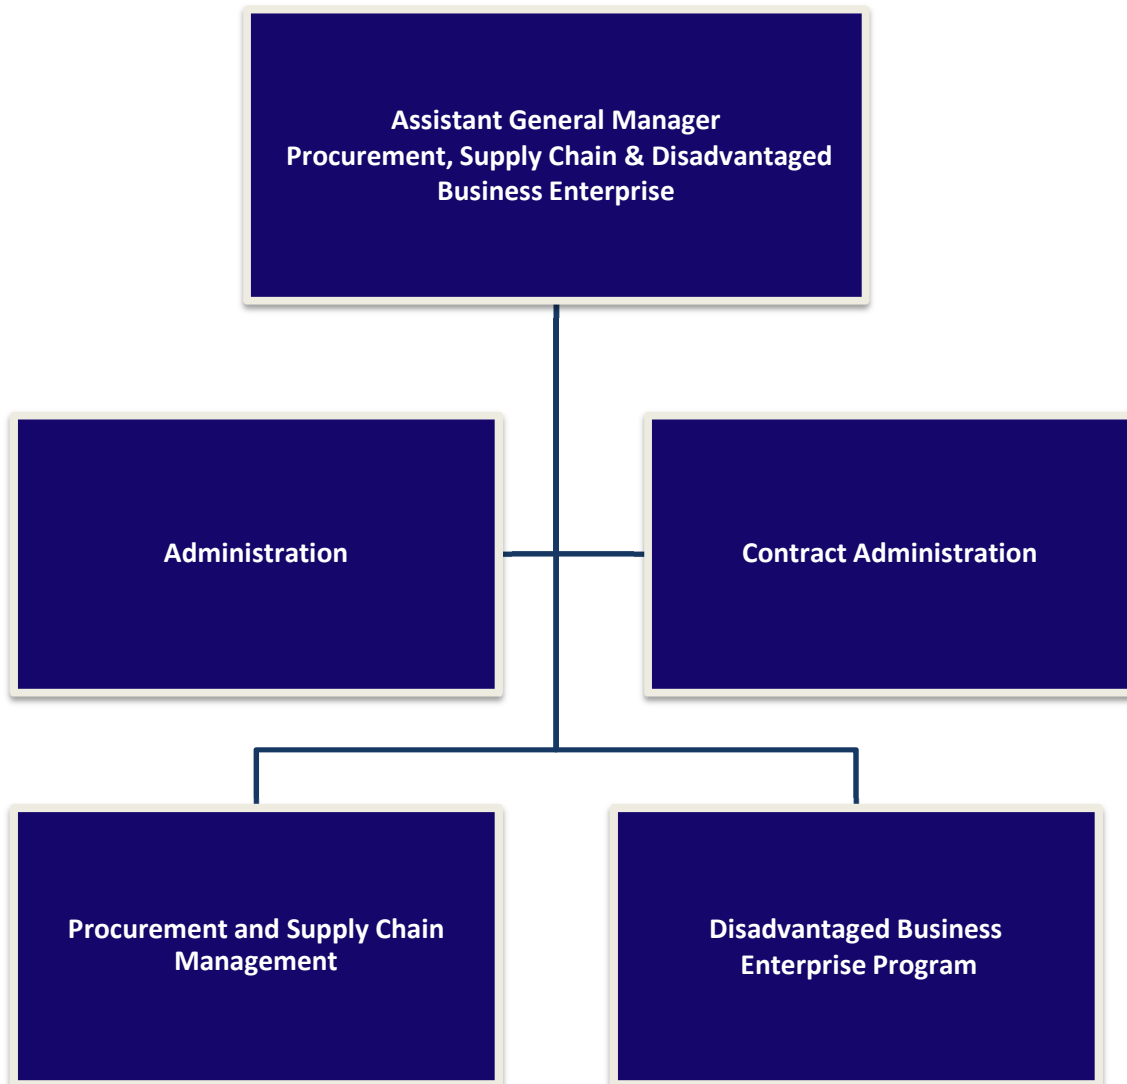 Assistant General Manager
Procurement, Supply Chain & Disadvantaged
Business Enterprise
Administration
Contract Administration
Procurement and Supply Chain
Management
Disadvantaged Business
Enterprise Program